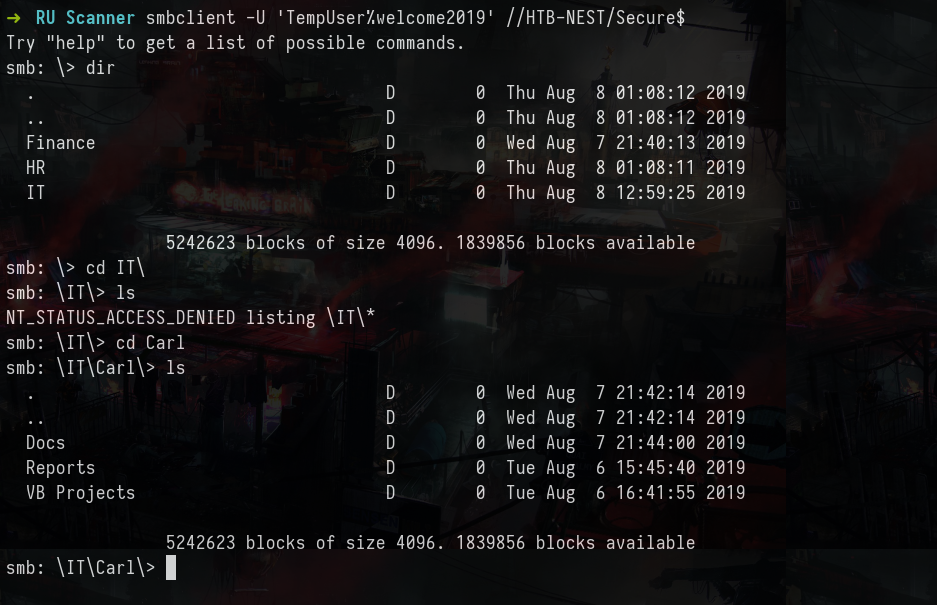 → RU Scanner smbclient -U 'TempUser%welcome2019' //HTB-NEST/Secure$
Try "help" to get a list of possible commands.
smb: \> dir
. D 0 Thu Aug 8 01:08:12 2019
.. D 0 Thu Aug 8 01:08:12 2019
Finance D 0 Wed Aug 7 21:40:13 2019
HR D 0 Thu Aug 8 01:08:11 2019
IT D 0 Thu Aug 8 12:59:25 2019
5242623 blocks of size 4096. 1839856 blocks available
smb: \> cd IT\
smb: \IT\> ls
NT_STATUS_ACCESS_DENIED listing \IT\*
smb: \IT\> cd Carl
smb: \IT\Carl\> ls
. D 0 Wed Aug 7 21:42:14 2019
.. D 0 Wed Aug 7 21:42:14 2019
Docs D 0 Wed Aug 7 21:44:00 2019
Reports D 0 Tue Aug 6 15:45:40 2019
VB Projects D 0 Tue Aug 6 16:41:55 2019
5242623 blocks of size 4096. 1839856 blocks available
smb: \IT\Carl\>